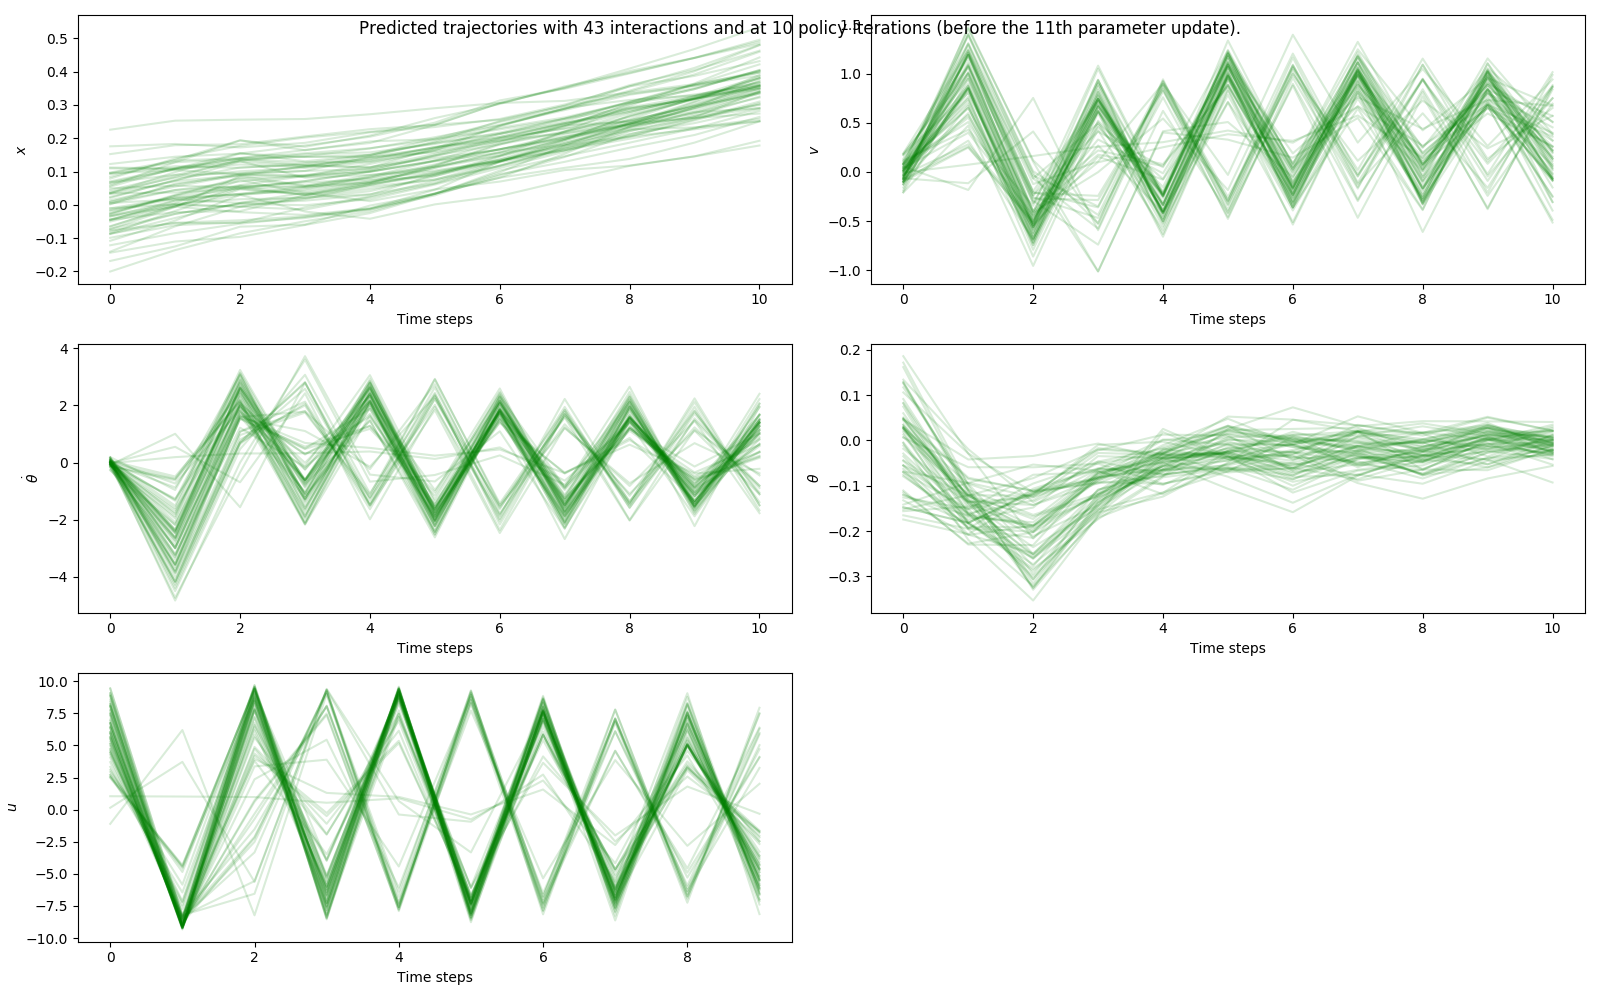 Predicted trajectories with 43 interactions and at 10 policy iterations (before the 11th parameter update).
0.5
0.4
0.3
0.2
0.1
0.0
−0.1
−0.2
x
0 2 4 6 8 10
Time steps
1.5
1.0
0.5
0.0
−0.5
−1.0
v
0 2 4 6 8 10
Time steps
4
2
0
−2
−4
θ̇
0 2 4 6 8 10
Time steps
0.2
0.1
0.0
−0.1
−0.2
−0.3
θ
0 2 4 6 8 10
Time steps
10.0
7.5
5.0
2.5
0.0
−2.5
−5.0
−7.5
−10.0
u
0 2 4 6 8
Time steps